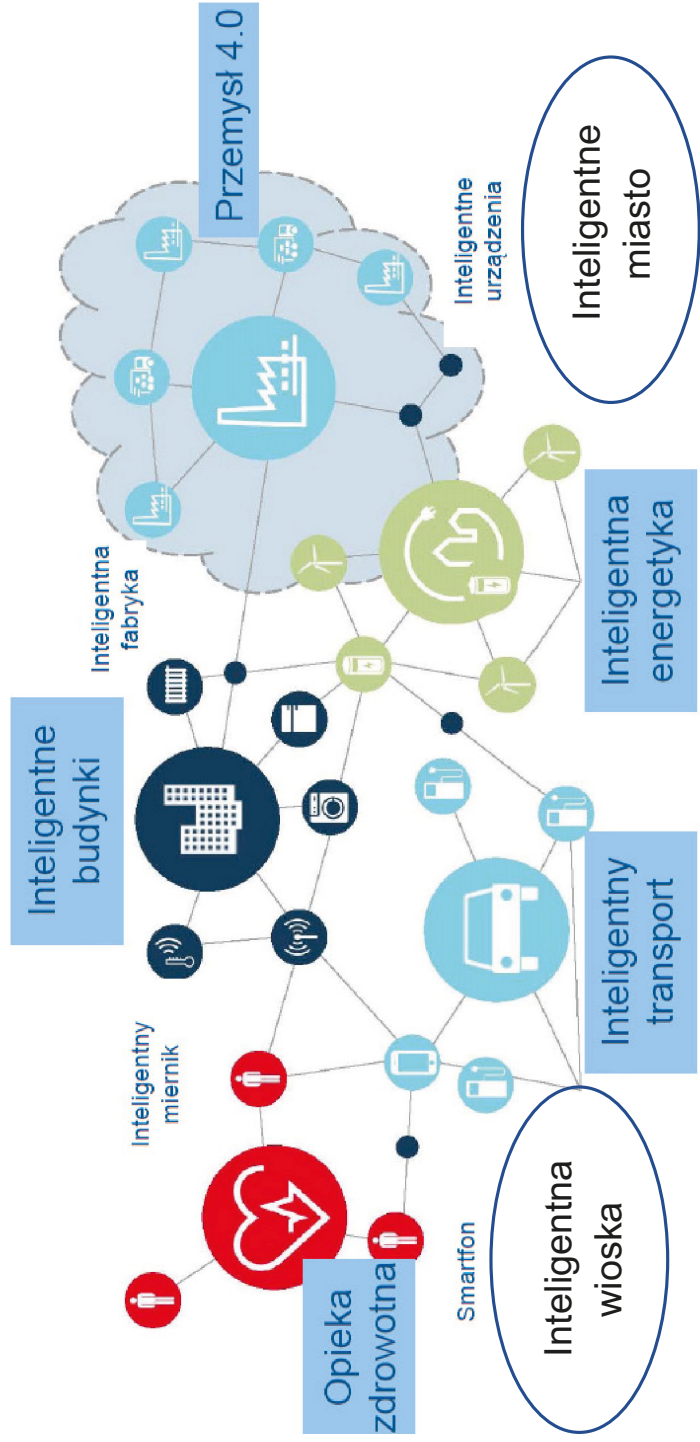 Inteligentne
budynki
Przemysł 4.0
Inteligentny
miernik
Inteligentna
fabryka
Opieka
zdrowotna
Smartfon
Inteligentne
urządzenia
Inteligentna
wioska
Inteligentny
transport
Inteligentna
energetyka
Inteligentne
miasto